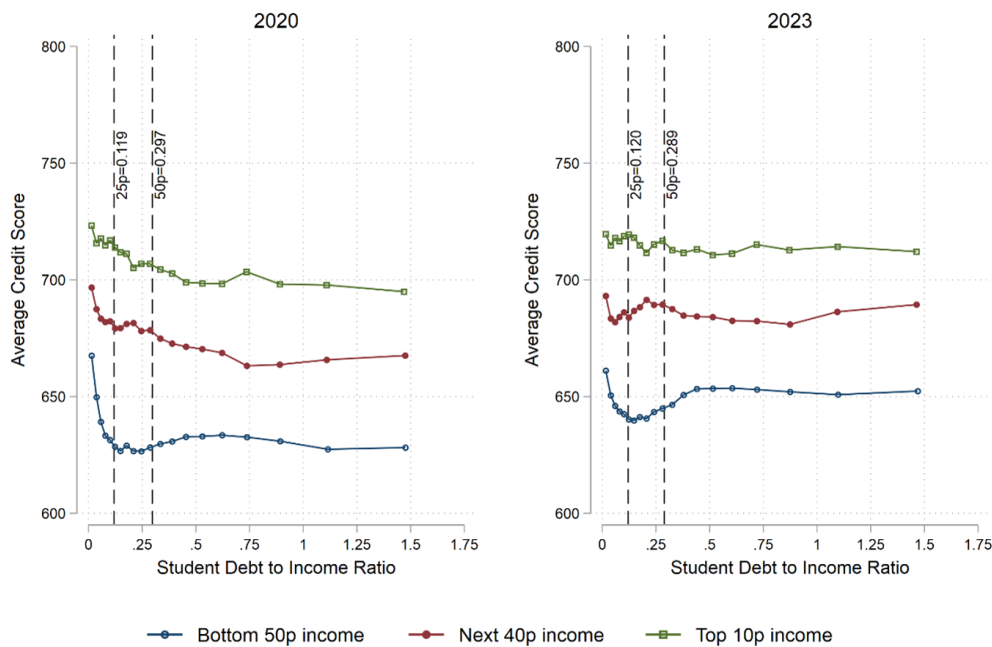 2020
800
750
700
650
600
Average Credit Score
25p=0.119
50p=0.297
0 .25 .5 .75 1 1.25 1.5 1.75
Student Debt to Income Ratio
2023
800
750
700
650
600
Average Credit Score
25p=0.120
50p=0.289
0 .25 .5 .75 1 1.25 1.5 1.75
Student Debt to Income Ratio
Bottom 50p income Next 40p income Top 10p income